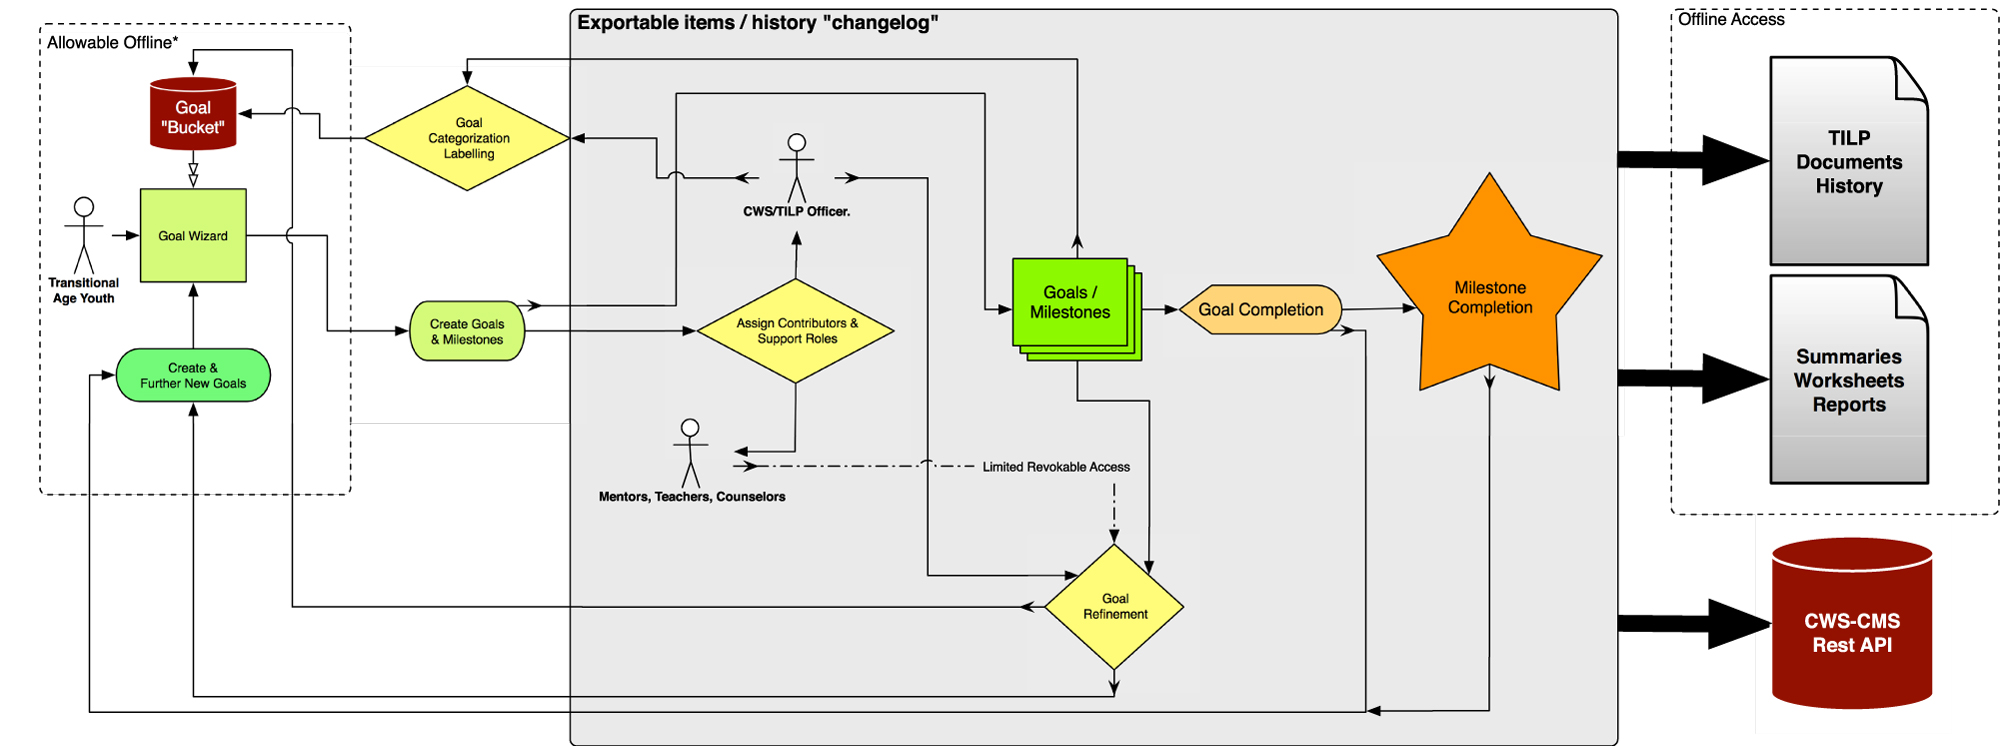 Exportable items / history "changelog"
Offline Access
Allowable Offline*
Goal
"Bucket"
Goal
Categorization
Labelling
TILP
Documents
History
CWS/TILP Officer.
Goal Wizard
Transitional
Age Youth
Goals /
Milestones
Goal Completion
Milestone
Completion
Create Goals
& Milestones
Assign Contributors &
Support Roles
Create &
Further New Goals
Summaries
Worksheets
Reports
Limited Revokable Access
Mentors, Teachers, Counselors
Goal
Refinement
CWS-CMS
Rest API